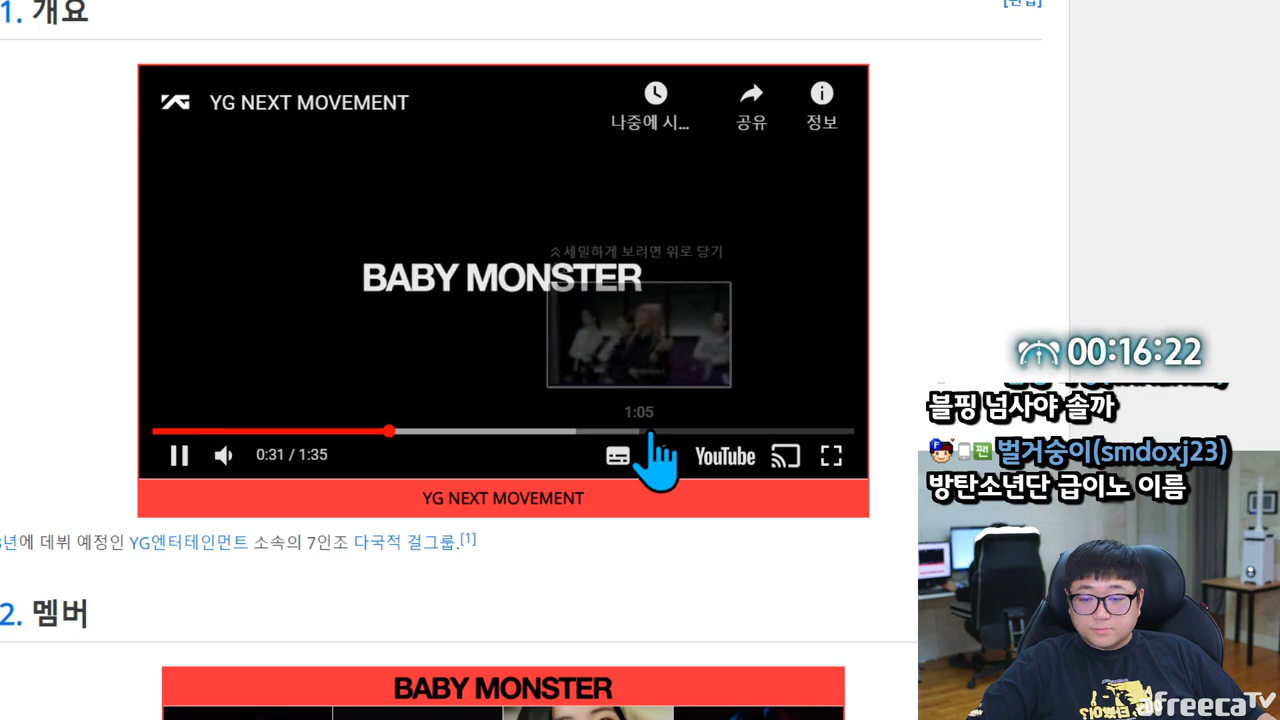 1. 개요
[편집]
YG NEXT MOVEMENT
나중에 시...
공유
정보
세밀하게 보려면 위로 당기
BABY MONSTER
1:05
0:31 / 1:35
YouTube
YG NEXT MOVEMENT
년에 데뷔 예정인 YG엔터테인먼트 소속의 7인조 다국적 걸그룹.[1]
2. 멤버
BABY MONSTER
00:16:22
블핑 넘사야 솔까
팬 벌거숭이(smdoxj23)
방탄소년단 급이노 이름
afreecaTV